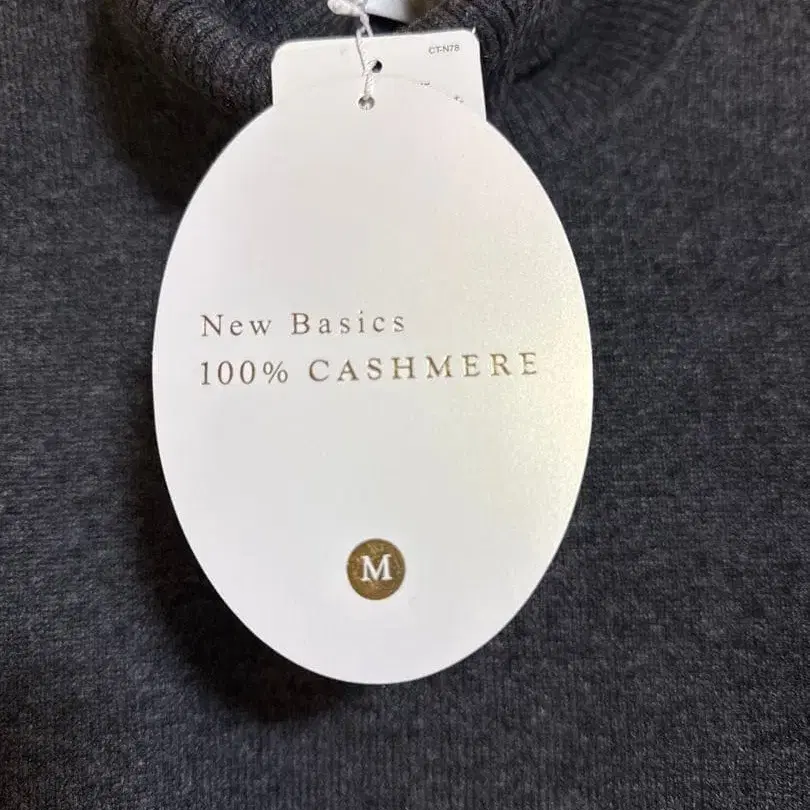 CT-N78
New Basics
100% CASHMERE
M